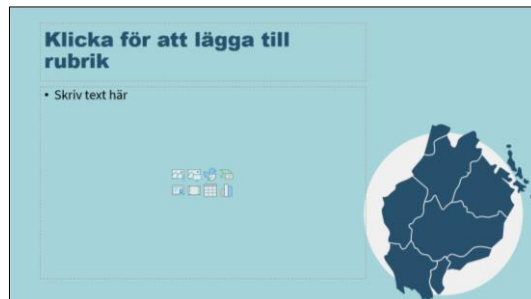 Klicka för att lägga till
rubrik
• Skriv text här